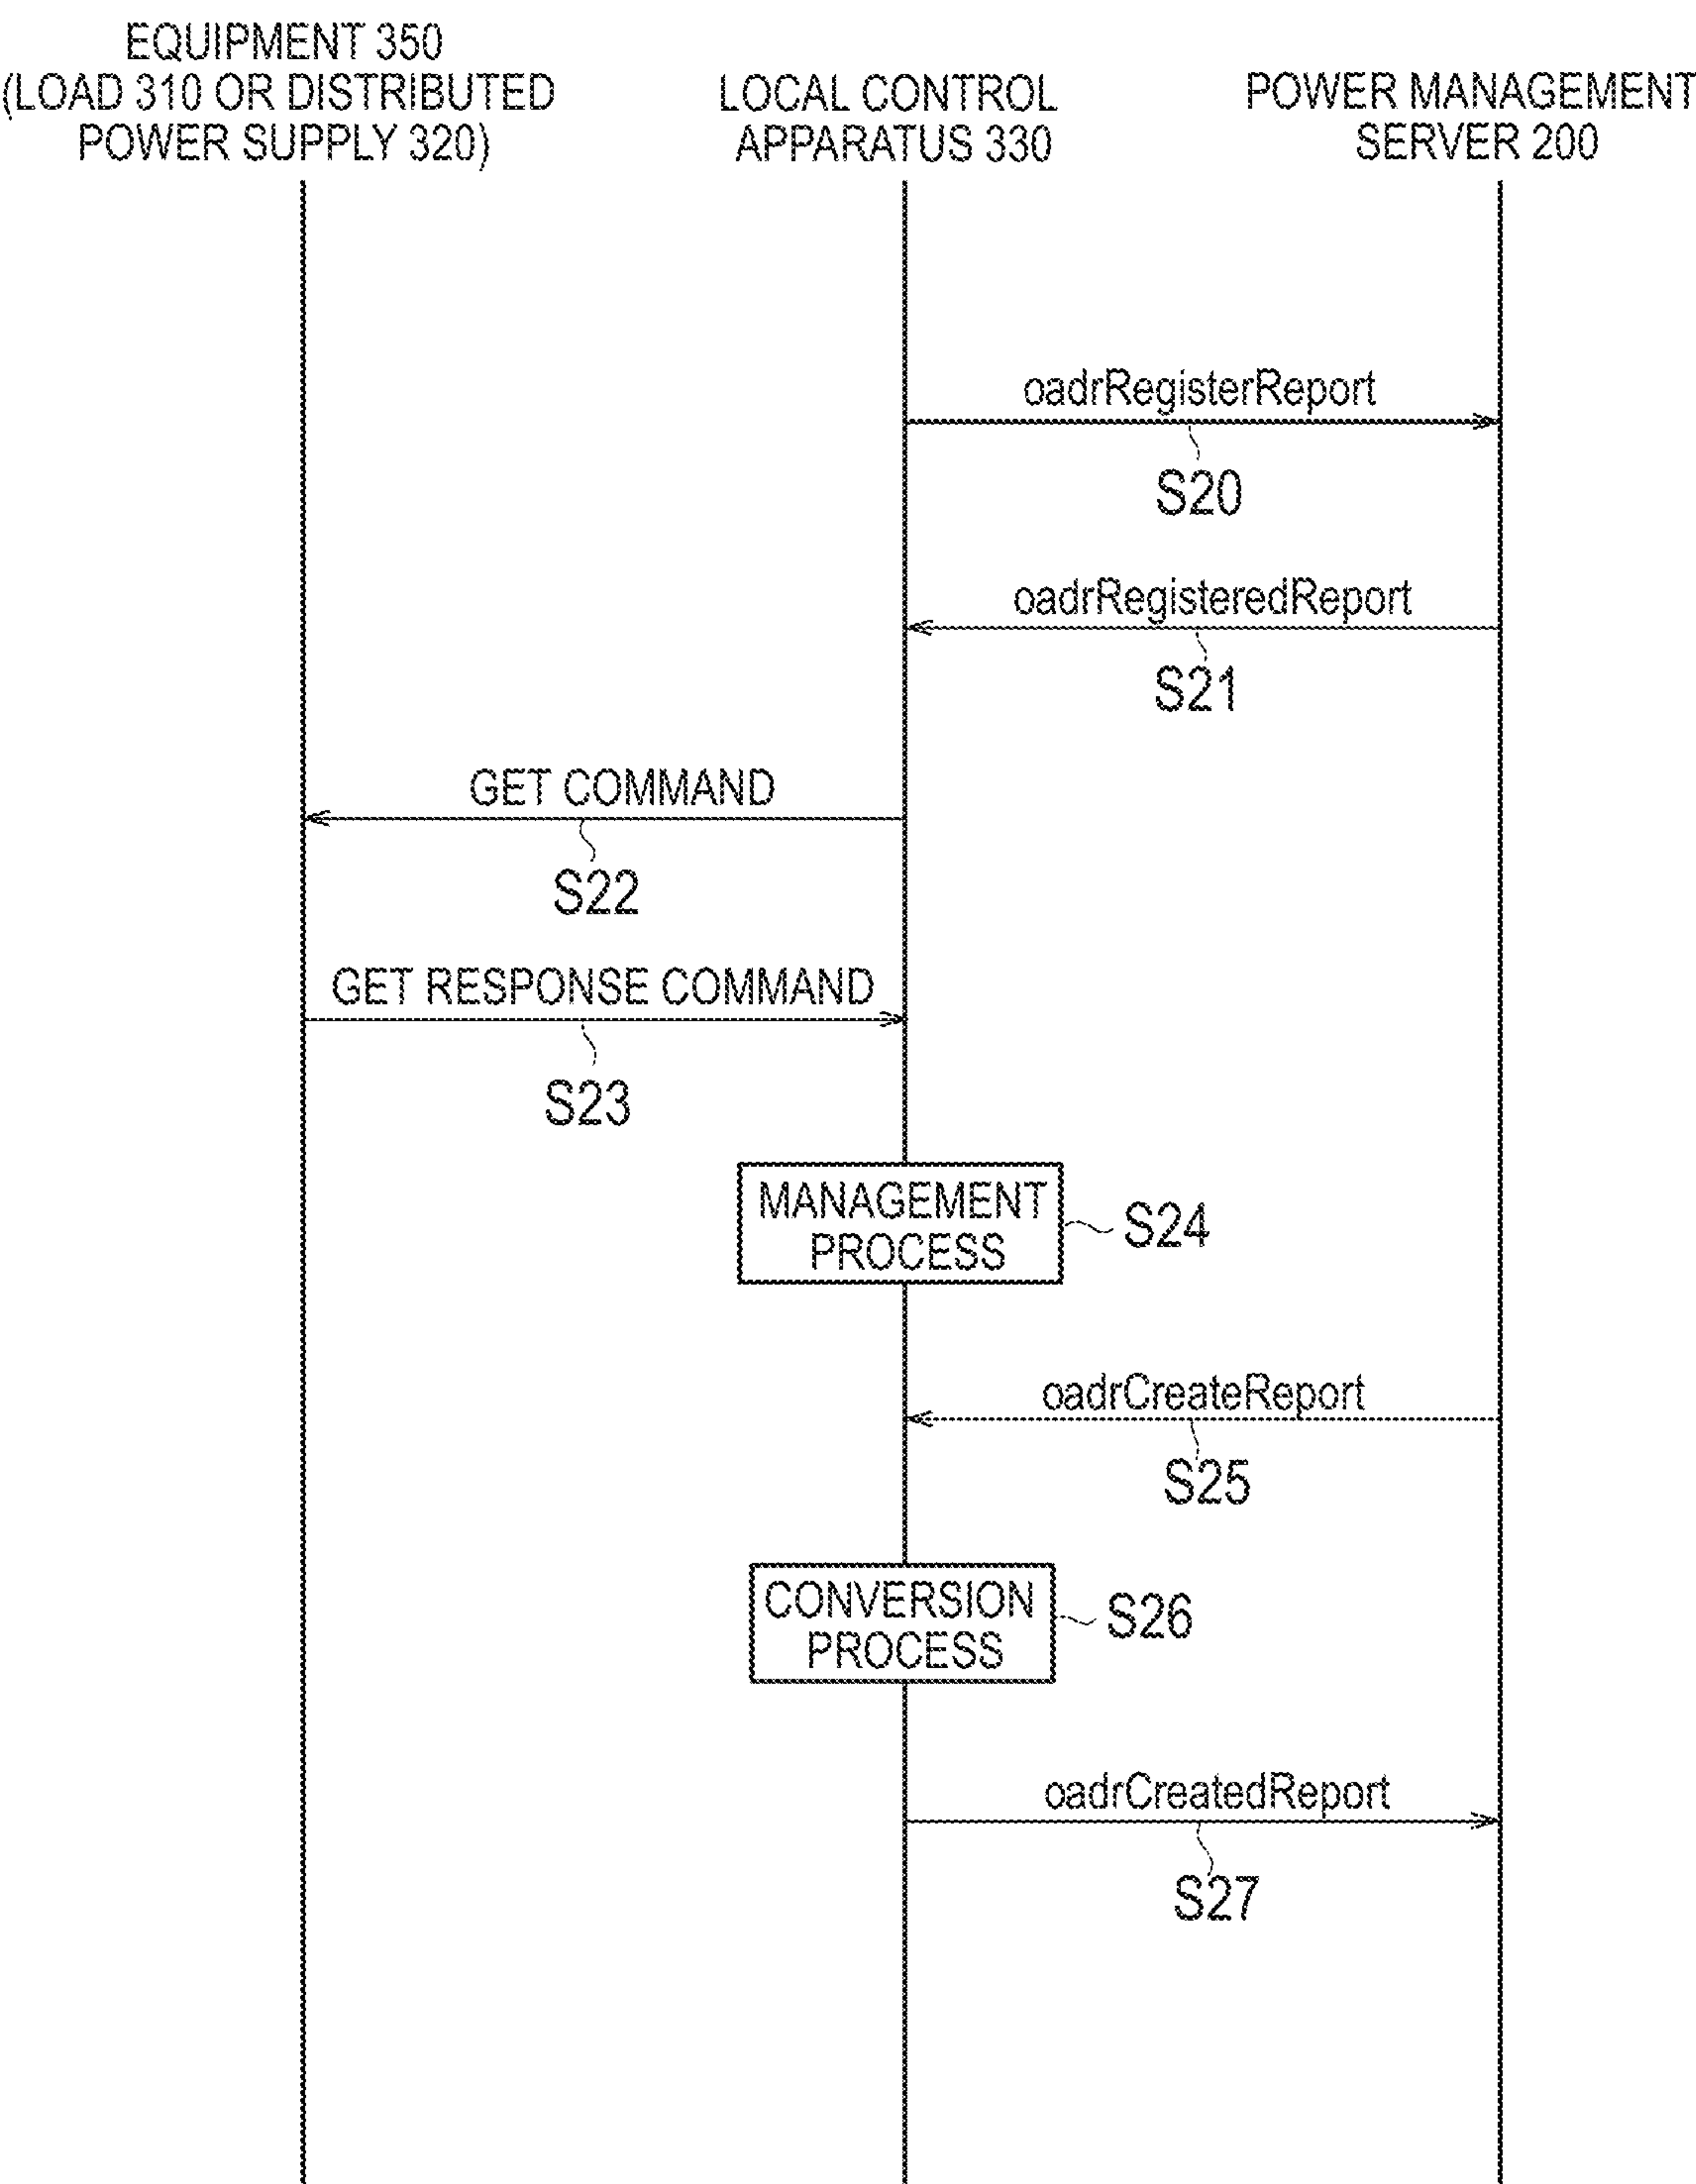 EQUIPMENT 350
(LOAD 310 OR DISTRIBUTED
POWER SUPPLY 320)
LOCAL CONTROL
APPARATUS 330
POWER MANAGEMENT
SERVER 200
oadrRegisterReport
S20
oadrRegisteredReport
S21
GET COMMAND
S22
GET RESPONSE COMMAND
S23
MANAGEMENT
PROCESS
S24
oadrCreateReport
S25
CONVERSION
PROCESS
S26
oadrCreatedReport
S27